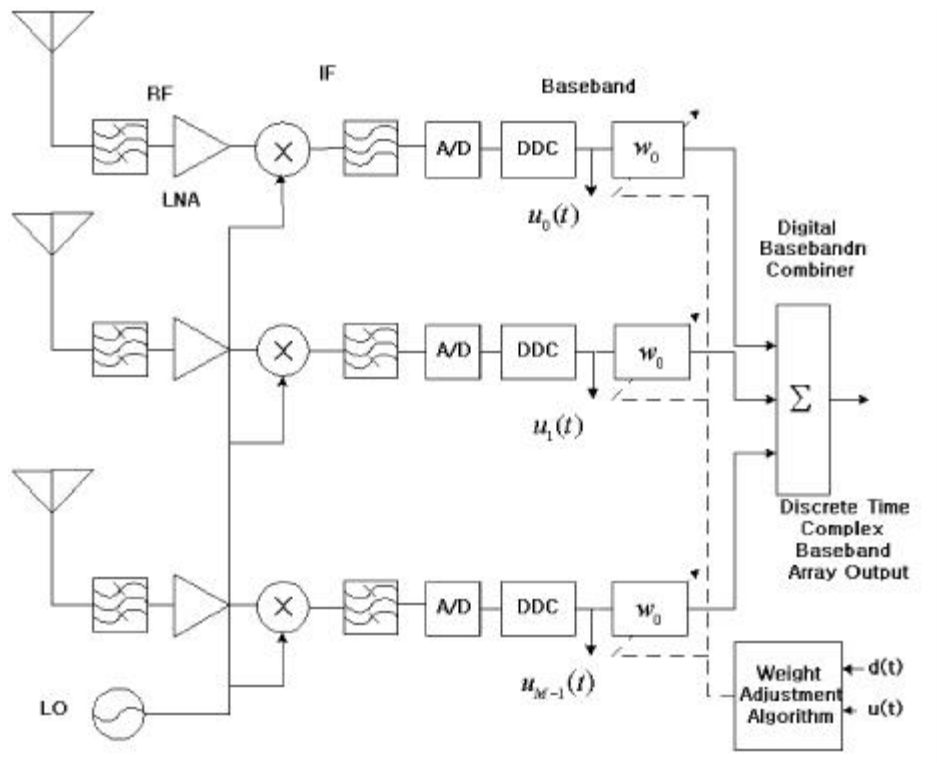 RF
IF
Baseband
A/D
DDC
w0
LNA
u0(t)
Digital
Basebandn
Combiner
A/D
DDC
w0
Σ
u1(t)
Discrete Time
Complex
Baseband
Array Output
A/D
DDC
w0
uM-1(t)
LO
Weight
Adjustment
Algorithm
d(t)
u(t)